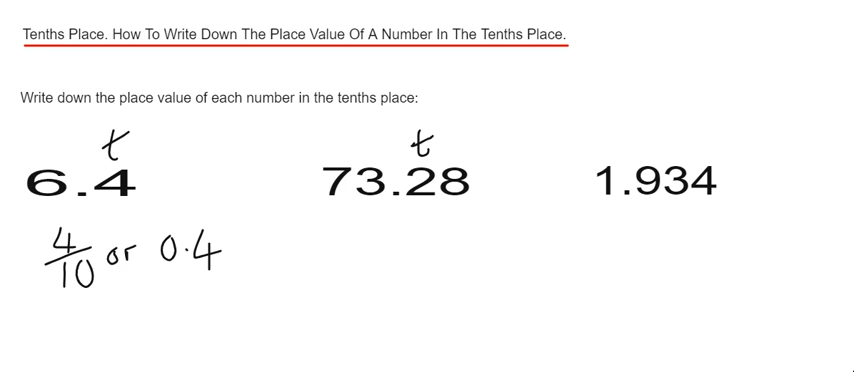 Tenths Place. How To Write Down The Place Value Of A Number In The Tenths Place.
Write down the place value of each number in the tenths place:
t t
6.4 73.28 1.934
4/10 or 0.4